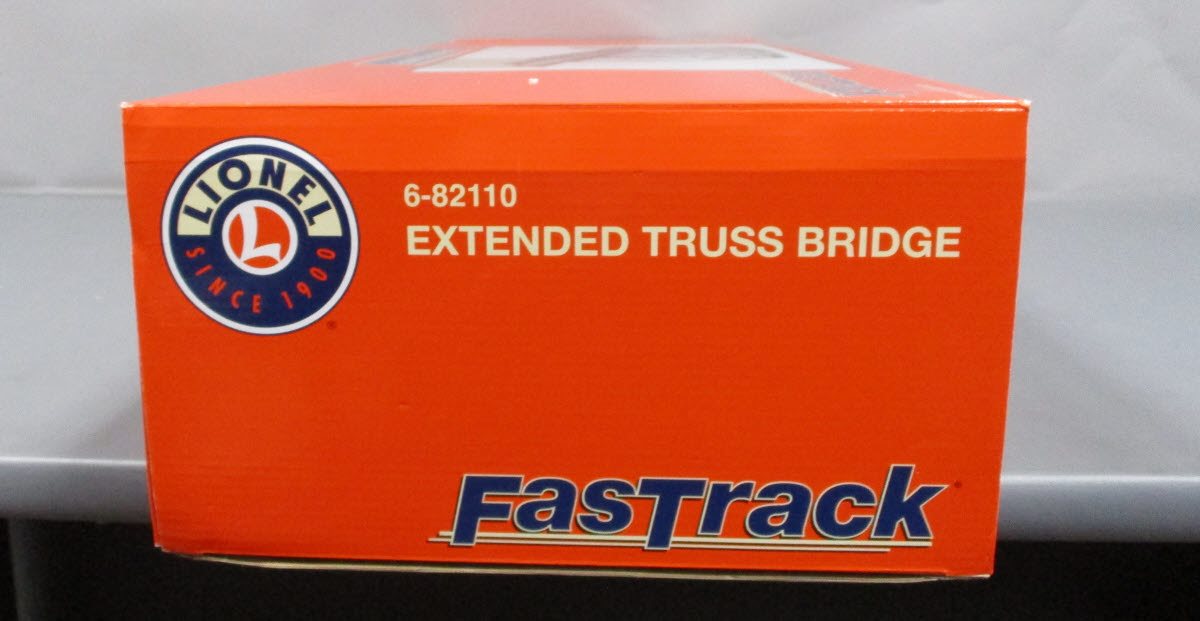 LIONEL
L
SINCE 1900
6-82110
EXTENDED TRUSS BRIDGE
FasTrack